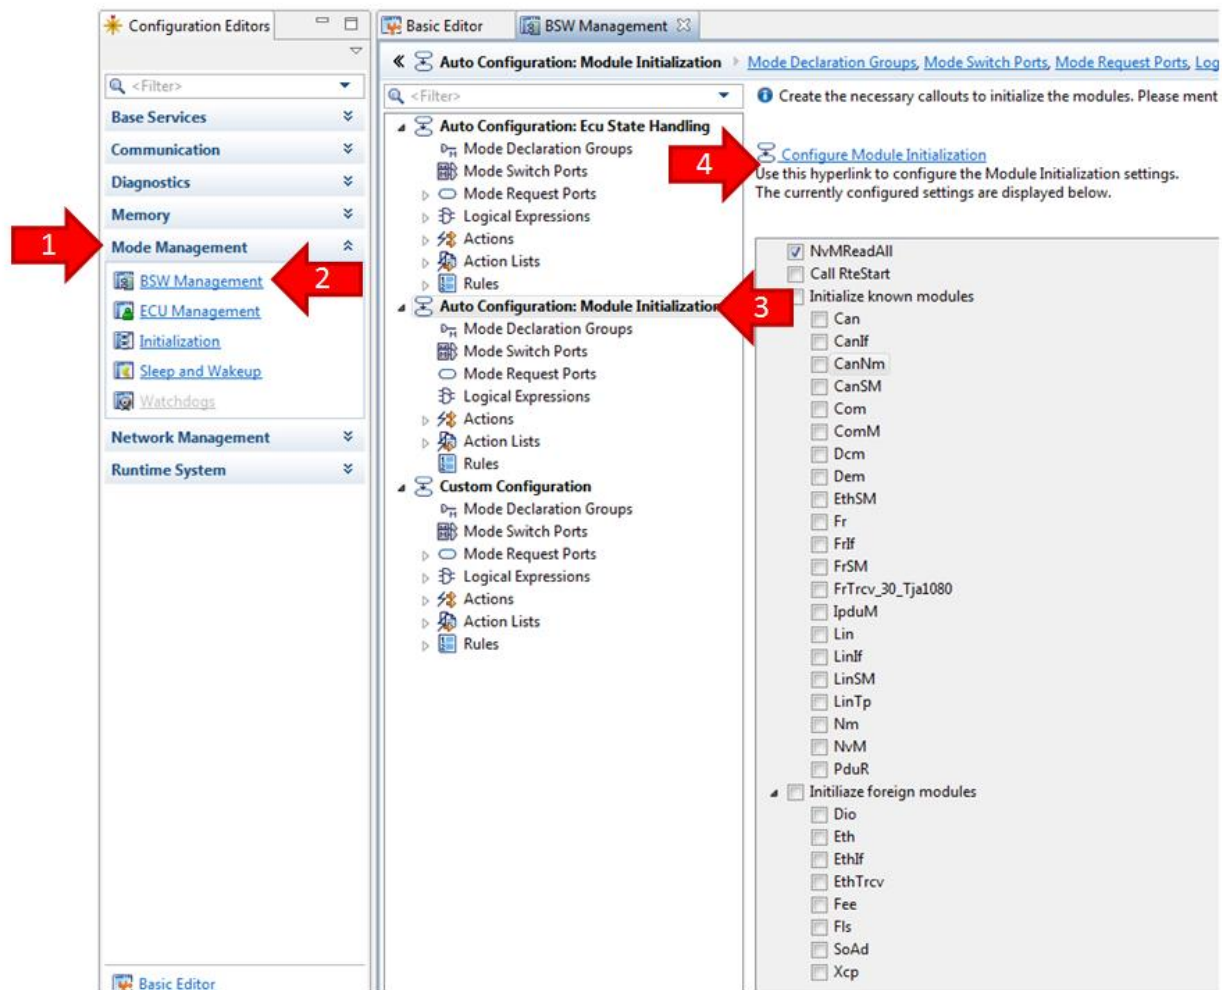 Configuration Editors
<Filter>
Base Services
Communication
Diagnostics
Memory
1
Mode Management
BSW Management
2
ECU Management
Initialization
Sleep and Wakeup
Watchdogs
Network Management
Runtime System
Basic Editor
Basic Editor
BSW Management
Auto Configuration: Module Initialization
Mode Declaration Groups, Mode Switch Ports, Mode Request Ports, Log
<Filter>
Auto Configuration: Ecu State Handling
Mode Declaration Groups
Mode Switch Ports
Mode Request Ports
Logical Expressions
Actions
Action Lists
Rules
Auto Configuration: Module Initialization
3
Mode Declaration Groups
Mode Switch Ports
Mode Request Ports
Logical Expressions
Actions
Action Lists
Rules
Custom Configuration
Mode Declaration Groups
Mode Switch Ports
Mode Request Ports
Logical Expressions
Actions
Action Lists
Rules
Create the necessary callouts to initialize the modules. Please ment
4
Configure Module Initialization
Use this hyperlink to configure the Module Initialization settings.
The currently configured settings are displayed below.
NvMReadAll
Call RteStart
Initialize known modules
Can
CanIf
CanNm
CanSM
Com
ComM
Dcm
Dem
EthSM
Fr
FrIf
FrSM
FrTrcv_30_Tja1080
IpduM
Lin
LinIf
LinSM
LinTp
Nm
NvM
PduR
Initiliaze foreign modules
Dio
Eth
EthIf
EthTrcv
Fee
Fls
SoAd
Xcp